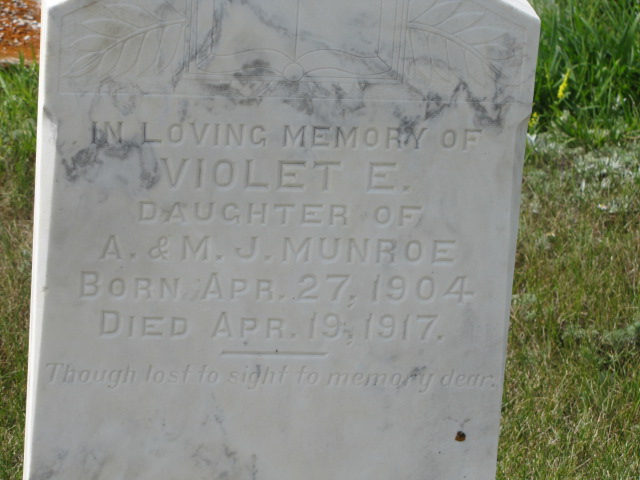 IN LOVING MEMORY OF
VIOLET E.
DAUGHTER OF
A. & M. J. MUNROE
BORN APR. 27, 1904
DIED APR. 19, 1917.
Though lost to sight to memory dear.